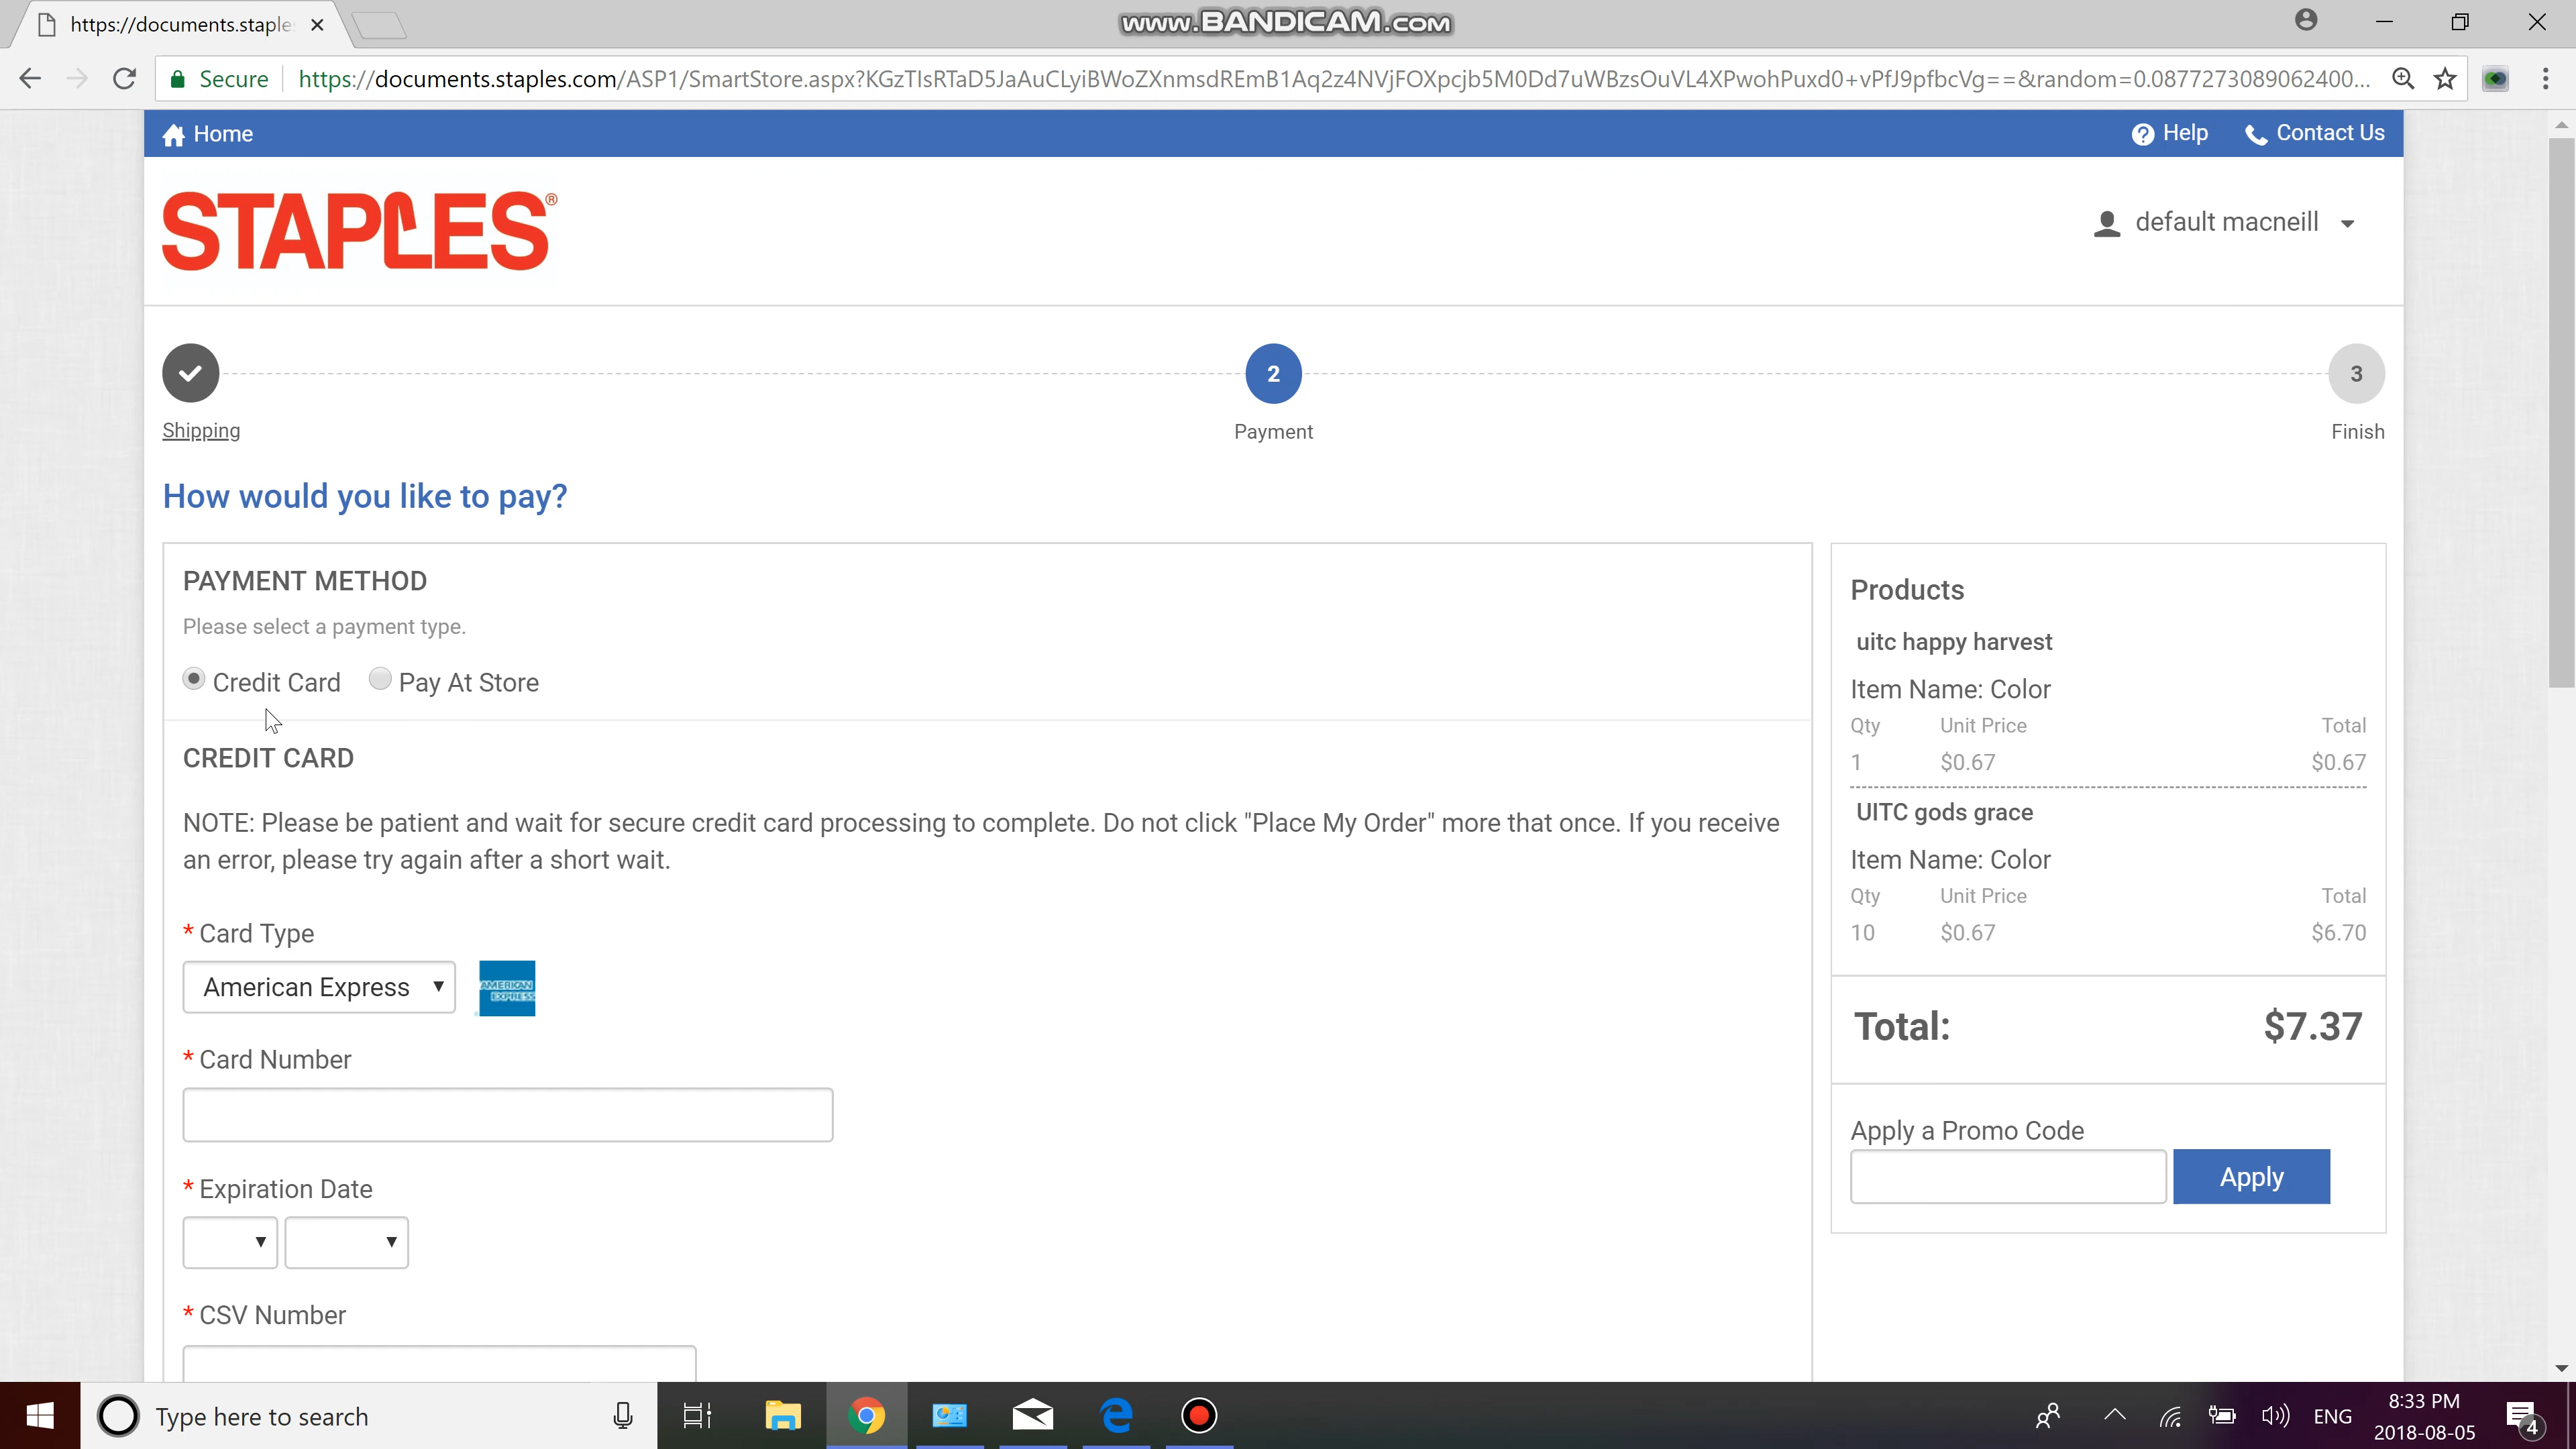 https://documents.staples
www.BANDICAM.com
Secure
https://documents.staples.com/ASP1/SmartStore.aspx?KGzTIsRTaD5JaAuCLyiBWoZXnmsdREmB1Aq2z4NVjFOXpcjb5M0Dd7uWBzsOuVL4XPwohPuxd0+vPfJ9pfbcVg==&random=0.0877273089062400...
Home
Help
Contact Us
STAPLES®
default macneill
2
3
Shipping
Payment
Finish
How would you like to pay?
PAYMENT METHOD
Please select a payment type.
Credit Card
Pay At Store
CREDIT CARD
NOTE: Please be patient and wait for secure credit card processing to complete. Do not click "Place My Order" more that once. If you receive
an error, please try again after a short wait.
* Card Type
American Express
AMERICAN
EXPRESS
* Card Number
* Expiration Date
* CSV Number
Products
uitc happy harvest
Item Name: Color
Qty Unit Price Total
1 $0.67 $0.67
UITC gods grace
Item Name: Color
Qty Unit Price Total
10 $0.67 $6.70
Total: $7.37
Apply a Promo Code
Apply
Type here to search
ENG
8:33 PM
2018-08-05
4